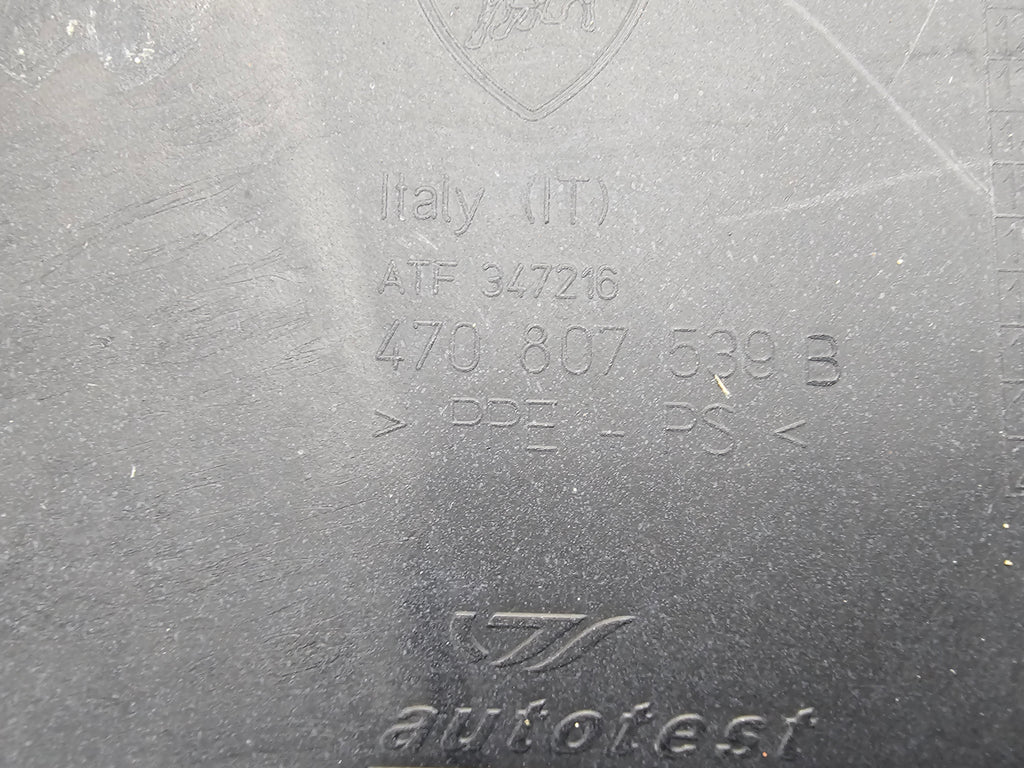 Italy (IT)
ATF 347216
470 807 539 B
> PPE - PS <
autotest